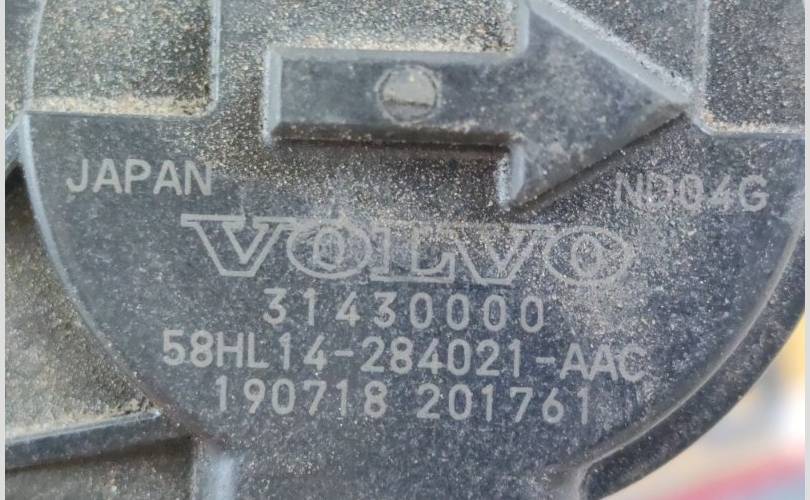 JAPAN ND04G
VOLVO
31430000
58HL14-284021-AAC
190718 201761